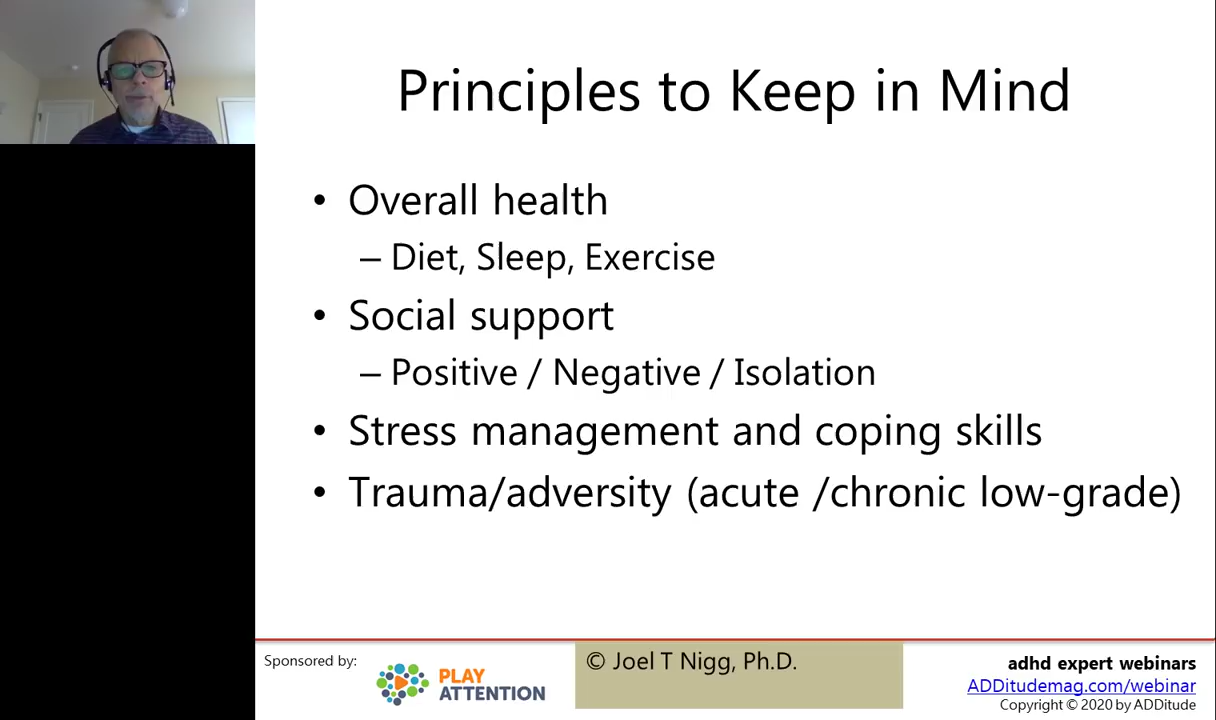 Principles to Keep in Mind
• Overall health
– Diet, Sleep, Exercise
• Social support
– Positive / Negative / Isolation
• Stress management and coping skills
• Trauma/adversity (acute /chronic low-grade)
Sponsored by:
PLAY
ATTENTION
© Joel T Nigg, Ph.D.
adhd expert webinars
ADDitudemag.com/webinar
Copyright © 2020 by ADDitude